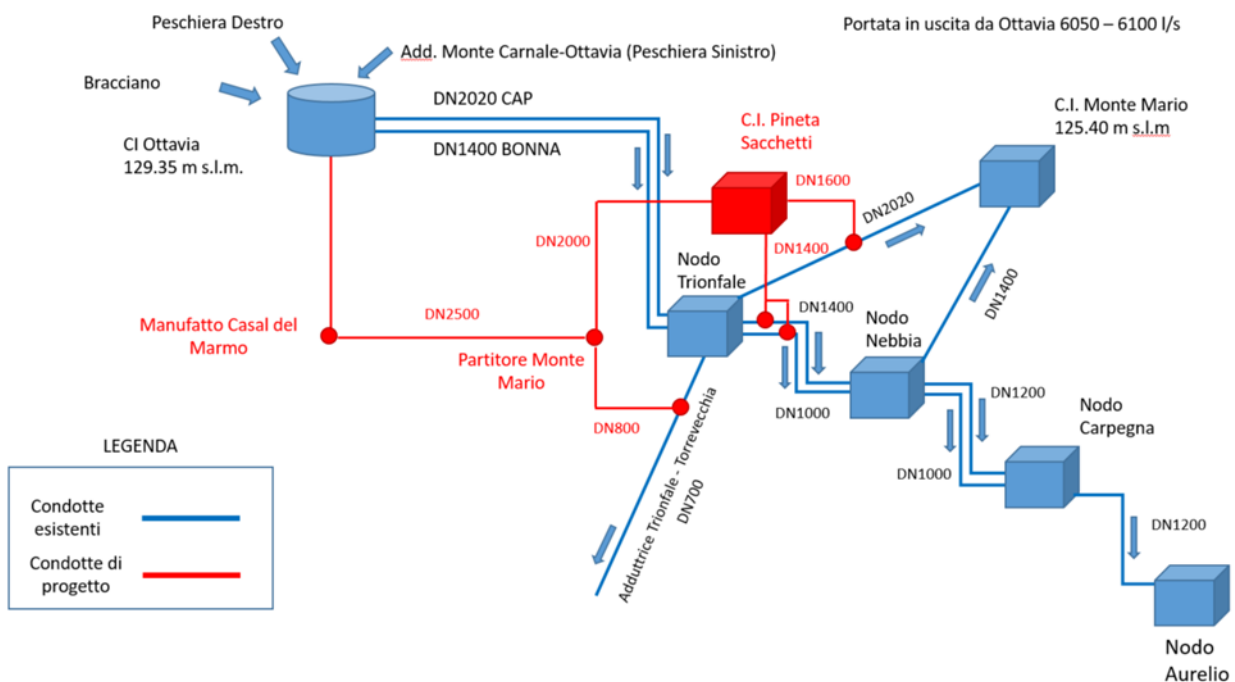 Peschiera Destro
Portata in uscita da Ottavia 6050 – 6100 l/s
Add. Monte Carnale-Ottavia (Peschiera Sinistro)
Bracciano
DN2020 CAP
C.I. Monte Mario
125.40 m s.l.m
C.I. Pineta
Sacchetti
CI Ottavia
129.35 m s.l.m.
DN1400 BONNA
DN1600
DN2020
DN2000
DN1400
Nodo
Trionfale
DN2500
DN1400
DN1400
Manufatto Casal del
Marmo
Partitore Monte
Mario
Nodo
Nebbia
DN800
DN1000
DN1200
Nodo
Carpegna
LEGENDA
Adduttrice Trionfale - Torrevecchia
DN700
DN1000
Condotte
esistenti
Condotte di
progetto
DN1200
Nodo
Aurelio